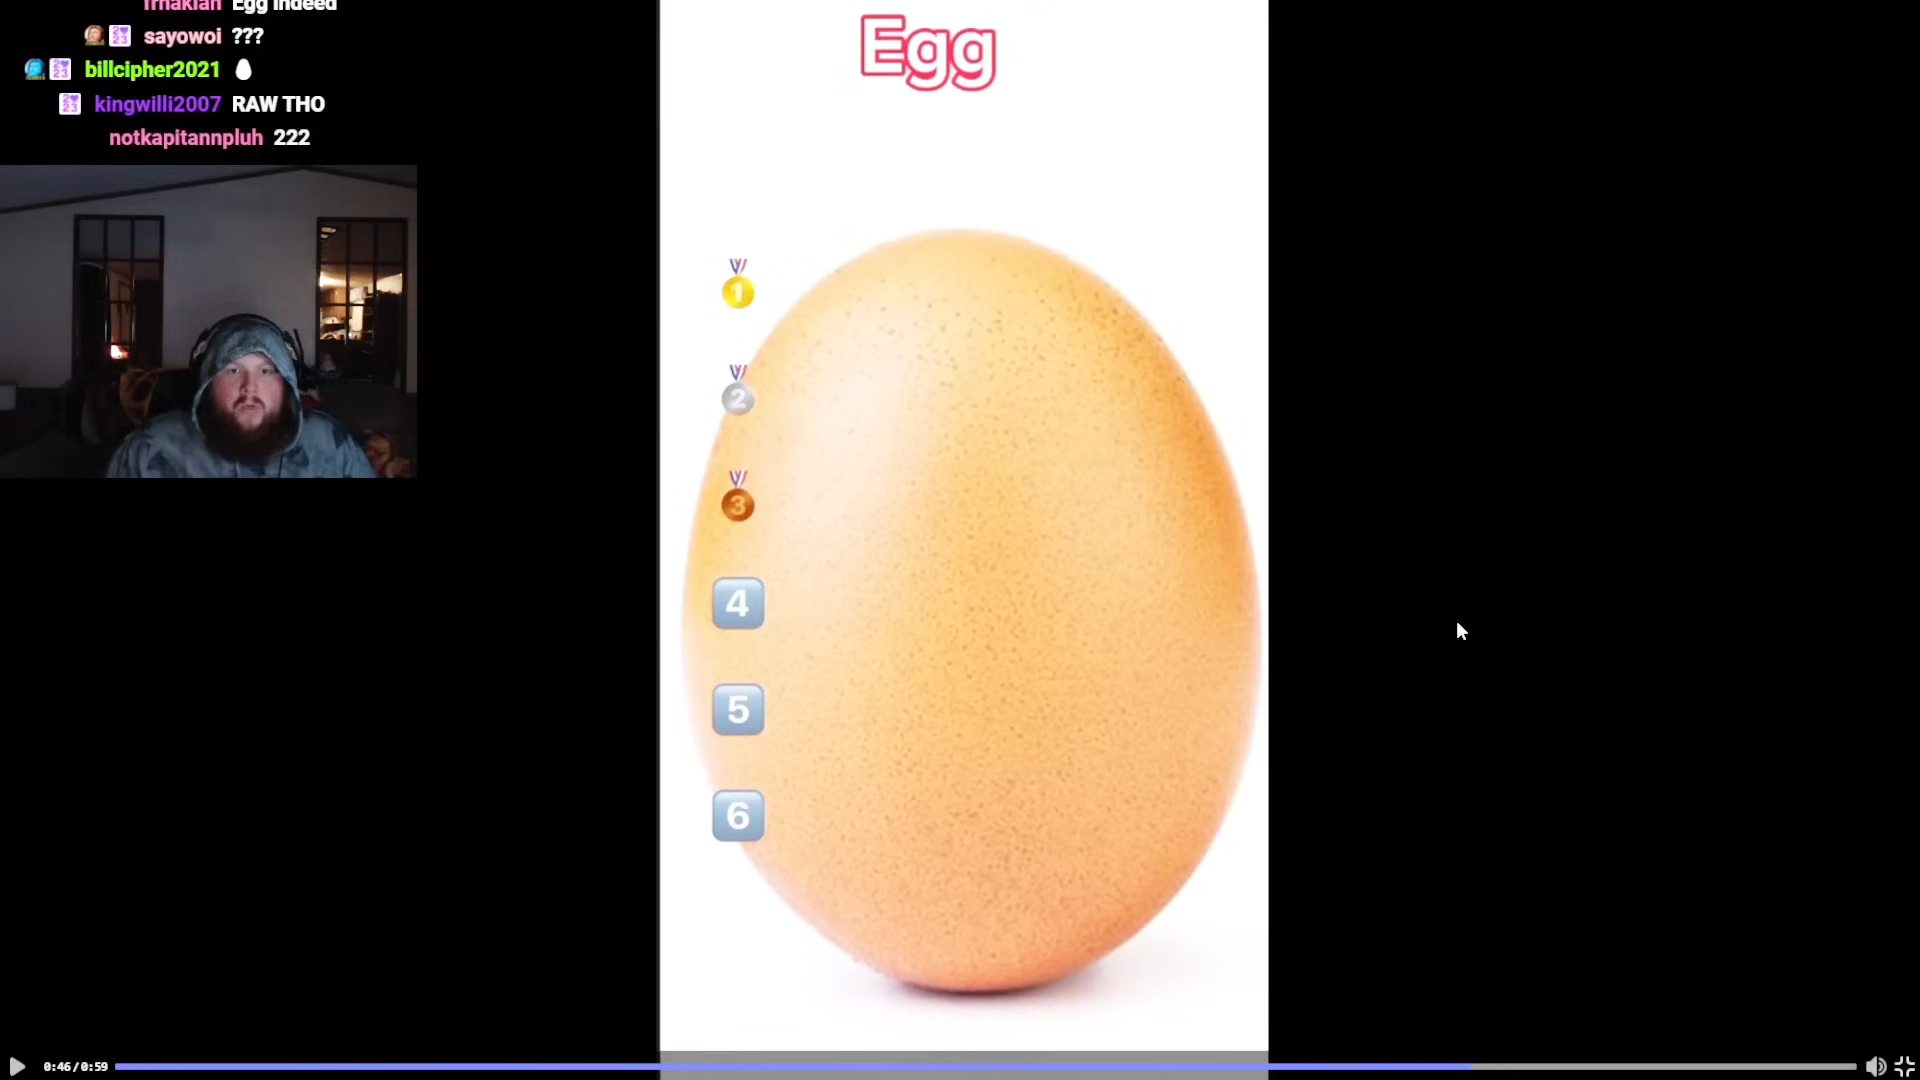 frnakian Egg indeed
sayowoi ???
billcipher2021
kingwilli2007 RAW THO
notkapitannpluh 222
Egg
1
2
3
4
5
6
0:46/0:59